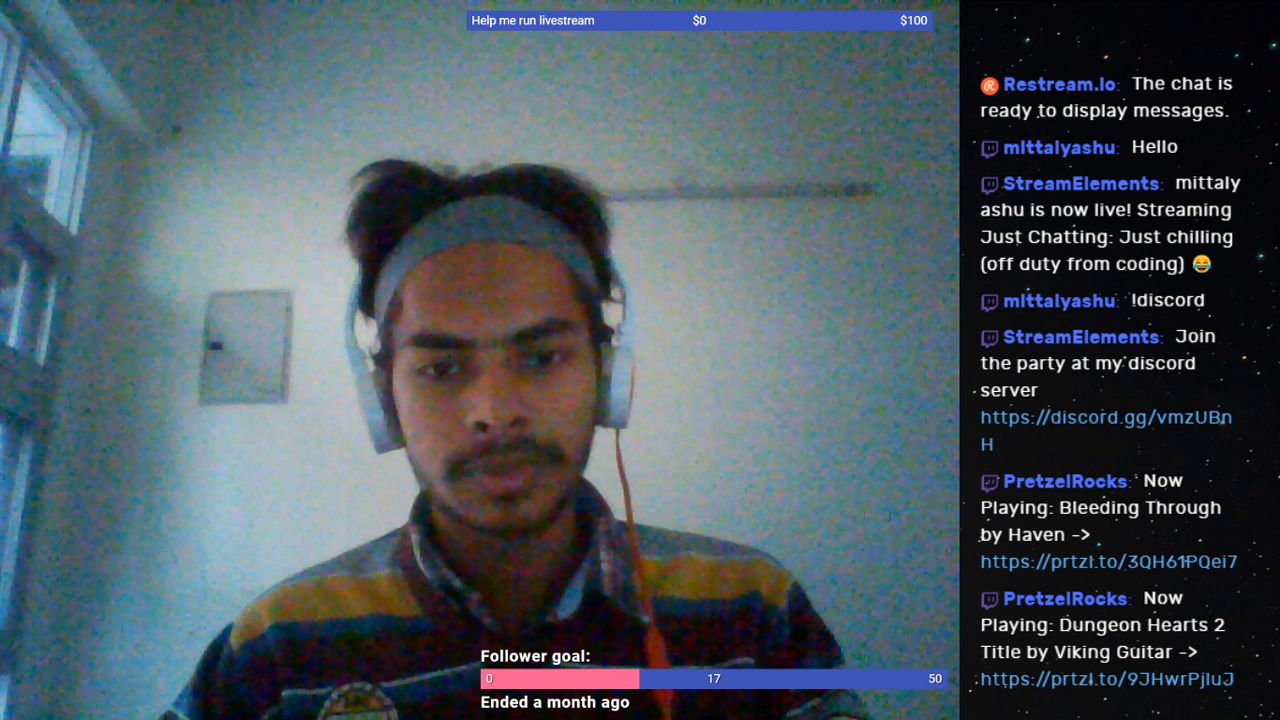 Help me run livestream $0 $100
Restream.io: The chat is
ready to display messages.
mittalyashu: Hello
StreamElements: mittaly
ashu is now live! Streaming
Just Chatting: Just chilling
(off duty from coding) 😂
mittalyashu: !discord
StreamElements: Join
the party at my discord
server
https://discord.gg/vmzUBn
H
PretzelRocks: Now
Playing: Bleeding Through
by Haven ->
https://prtzl.to/3QH61PQei7
PretzelRocks: Now
Playing: Dungeon Hearts 2
Title by Viking Guitar ->
https://prtzl.to/9JHwrPjluJ
Follower goal:
0 17 50
Ended a month ago